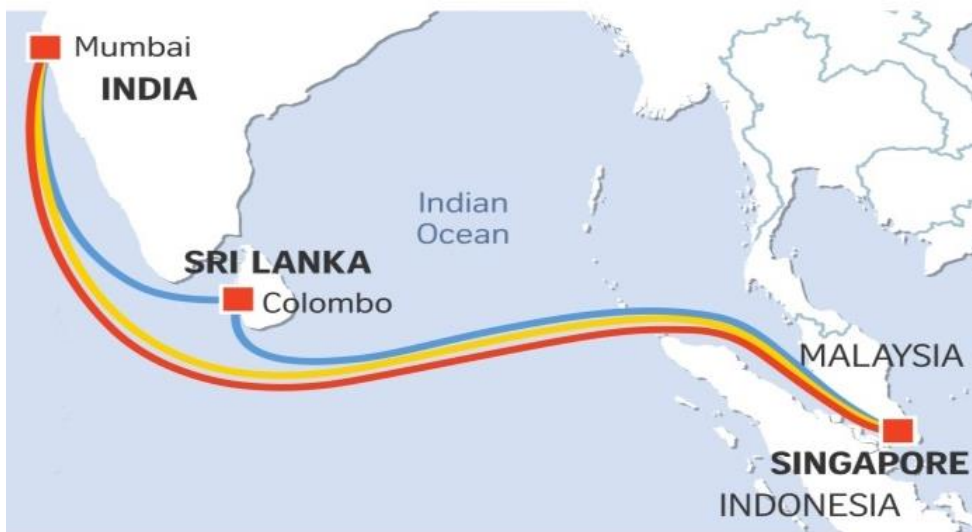 Mumbai
INDIA
Indian
Ocean
SRI LANKA
Colombo
MALAYSIA
SINGAPORE
INDONESIA